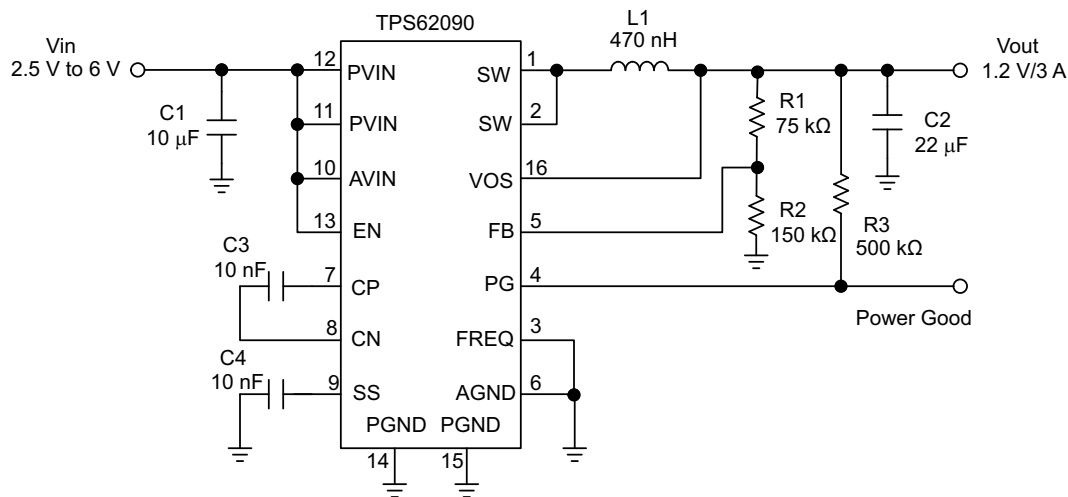 TPS62090
L1
470 nH
Vin
2.5 V to 6 V
Vout
1.2 V/3 A
12
PVIN
SW
1
C1
10 μF
11
PVIN
SW
2
R1
75 kΩ
C2
22 μF
10
AVIN
VOS
16
13
EN
FB
5
R2
150 kΩ
R3
500 kΩ
C3
10 nF
7
CP
PG
4
Power Good
8
CN
FREQ
3
C4
10 nF
9
SS
AGND
6
PGND
PGND
14
15